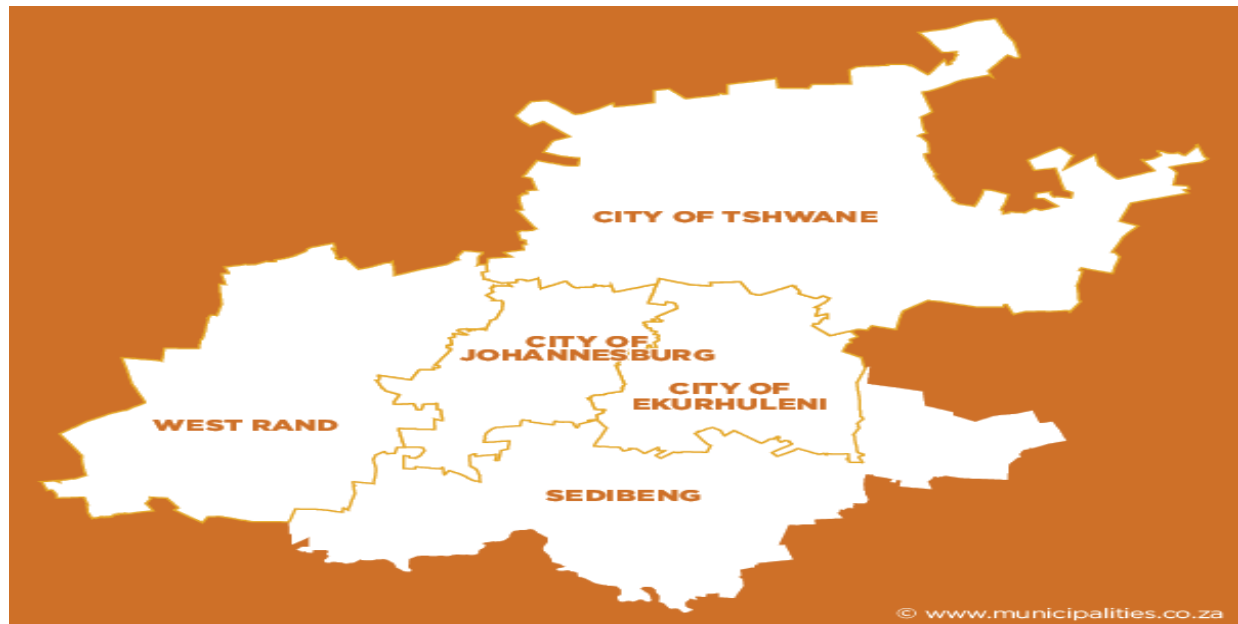 CITY OF TSHWANE
CITY OF
JOHANNESBURG
CITY OF
EKURHULENI
WEST RAND
SEDIBENG
© www.municipalities.co.za